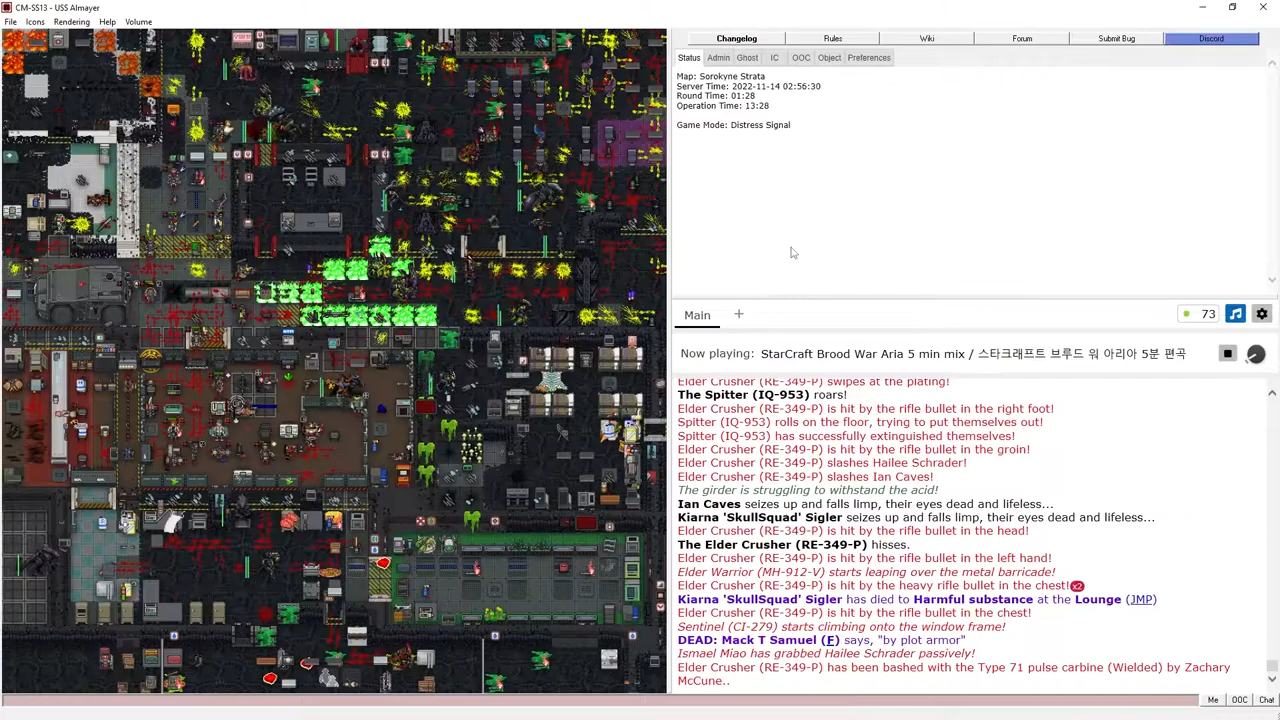 CM-SS13 - USS Almayer
File Icons Rendering Help Volume
Changelog Rules Wiki Forum Submit Bug Discord
Status Admin Ghost IC OOC Object Preferences
Map: Sorokyne Strata
Server Time: 2022-11-14 02:56:30
Round Time: 01:28
Operation Time: 13:28
Game Mode: Distress Signal
Main + 73
Now playing: StarCraft Brood War Aria 5 min mix / 스타크래프트 브루드 워 아리아 5분 편곡
Elder Crusher (RE-349-P) swipes at the plating!
The Spitter (IQ-953) roars!
Elder Crusher (RE-349-P) is hit by the rifle bullet in the right foot!
Spitter (IQ-953) rolls on the floor, trying to put themselves out!
Spitter (IQ-953) has successfully extinguished themselves!
Elder Crusher (RE-349-P) is hit by the rifle bullet in the groin!
Elder Crusher (RE-349-P) slashes Hailee Schrader!
Elder Crusher (RE-349-P) slashes Ian Caves!
The girder is struggling to withstand the acid!
Ian Caves seizes up and falls limp, their eyes dead and lifeless...
Kiarna 'SkullSquad' Sigler seizes up and falls limp, their eyes dead and lifeless...
Elder Crusher (RE-349-P) is hit by the rifle bullet in the head!
The Elder Crusher (RE-349-P) hisses.
Elder Crusher (RE-349-P) is hit by the rifle bullet in the left hand!
Elder Warrior (MH-912-V) starts leaping over the metal barricade!
Elder Crusher (RE-349-P) is hit by the heavy rifle bullet in the chest! x2
Kiarna 'SkullSquad' Sigler has died to Harmful substance at the Lounge (JMP)
Elder Crusher (RE-349-P) is hit by the rifle bullet in the chest!
Sentinel (CI-279) starts climbing onto the window frame!
DEAD: Mack T Samuel (F) says, "by plot armor"
Ismael Miao has grabbed Hailee Schrader passively!
Elder Crusher (RE-349-P) has been bashed with the Type 71 pulse carbine (Wielded) by Zachary
McCune..
Me OOC Chat